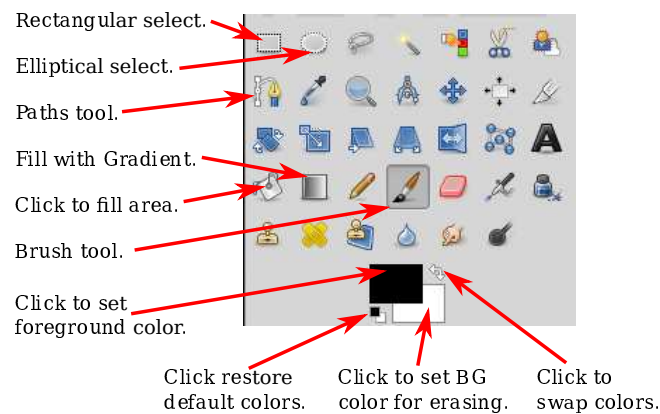 Rectangular select.
Elliptical select.
Paths tool.
Fill with Gradient.
Click to fill area.
Brush tool.
Click to set
foreground color.
Click restore
default colors.
Click to set BG
color for erasing.
Click to
swap colors.